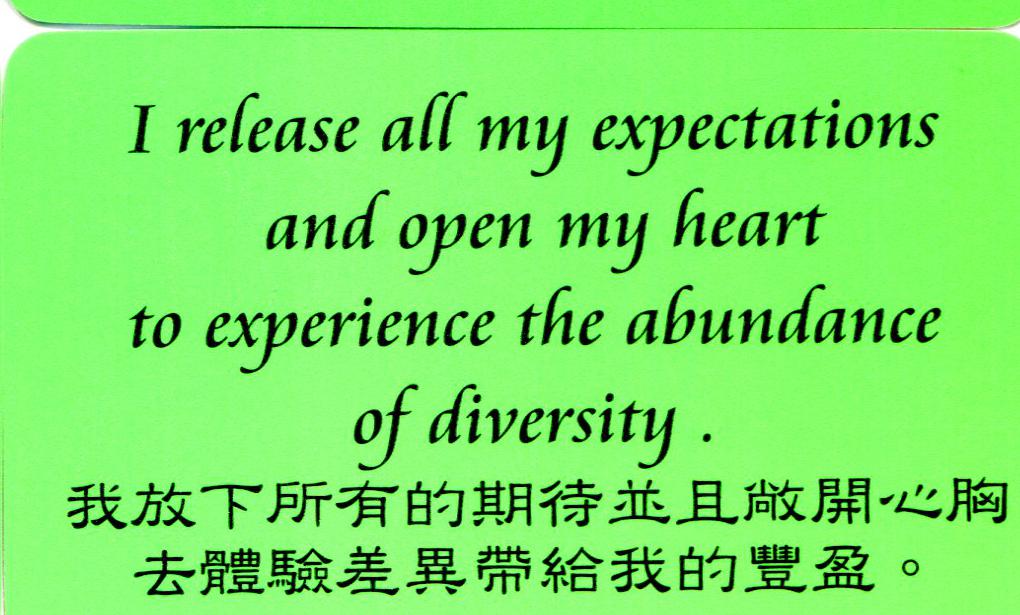 I release all my expectations
and open my heart
to experience the abundance
of diversity .
我放下所有的期待並且敞開心胸
去體驗差異帶給我的豐盈。